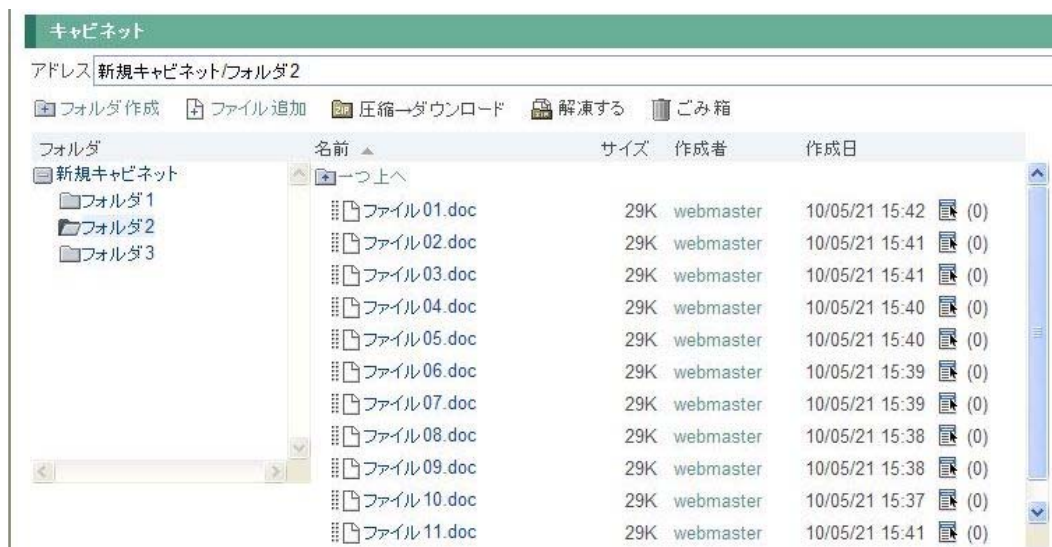 キャビネット
アドレス 新規キャビネット/フォルダ2
フォルダ作成 ファイル追加 ZIP 圧縮→ダウンロード 解凍する ごみ箱
フォルダ 名前 サイズ 作成者 作成日
新規キャビネット
フォルダ1
フォルダ2
フォルダ3
一つ上へ
ファイル01.doc 29K webmaster 10/05/21 15:42 (0)
ファイル02.doc 29K webmaster 10/05/21 15:41 (0)
ファイル03.doc 29K webmaster 10/05/21 15:41 (0)
ファイル04.doc 29K webmaster 10/05/21 15:40 (0)
ファイル05.doc 29K webmaster 10/05/21 15:40 (0)
ファイル06.doc 29K webmaster 10/05/21 15:39 (0)
ファイル07.doc 29K webmaster 10/05/21 15:39 (0)
ファイル08.doc 29K webmaster 10/05/21 15:38 (0)
ファイル09.doc 29K webmaster 10/05/21 15:38 (0)
ファイル10.doc 29K webmaster 10/05/21 15:37 (0)
ファイル11.doc 29K webmaster 10/05/21 15:41 (0)